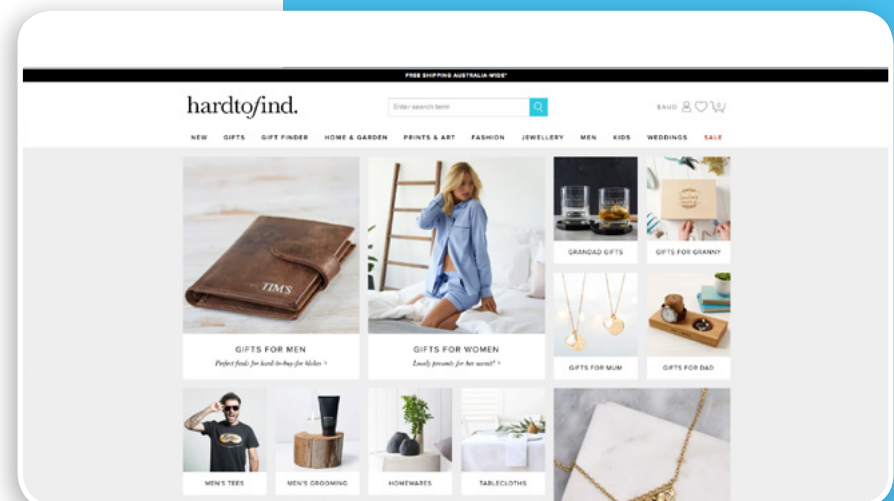 FREE SHIPPING AUSTRALIA-WIDE*
hardtofind.
Enter search term
$AUD
0
NEW GIFTS GIFT FINDER HOME & GARDEN PRINTS & ART FASHION JEWELLERY MEN KIDS WEDDINGS SALE
TIM'S
GRANDAD GIFTS
GIFTS FOR GRANNY
GIFTS FOR MEN
Perfect finds for hard-to-buy-for blokes >
GIFTS FOR WOMEN
Lovely presents for her await! >
GIFTS FOR MUM
GIFTS FOR DAD
MEN'S TEES
MEN'S GROOMING
HOMEWARES
TABLECLOTHS